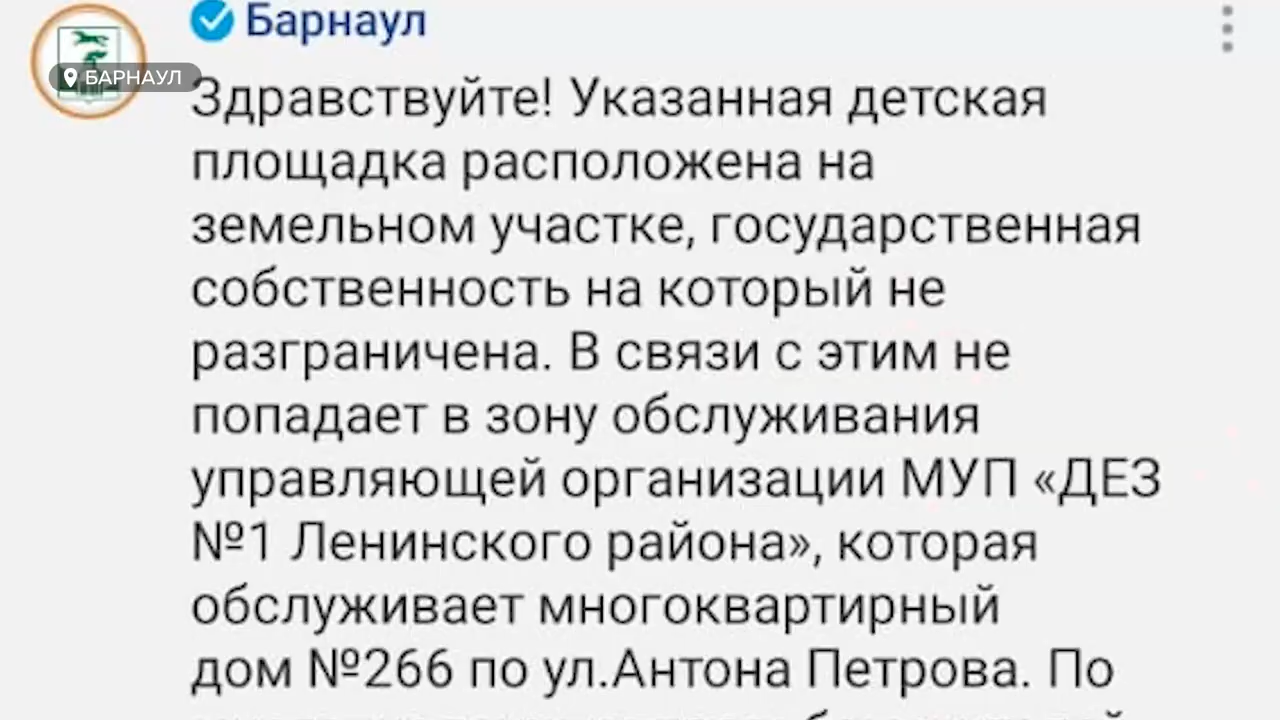 Барнаул
БАРНАУЛ
Здравствуйте! Указанная детская
площадка расположена на
земельном участке, государственная
собственность на который не
разграничена. В связи с этим не
попадает в зону обслуживания
управляющей организации МУП «ДЕЗ
№1 Ленинского района», которая
обслуживает многоквартирный
дом №266 по ул.Антона Петрова. По